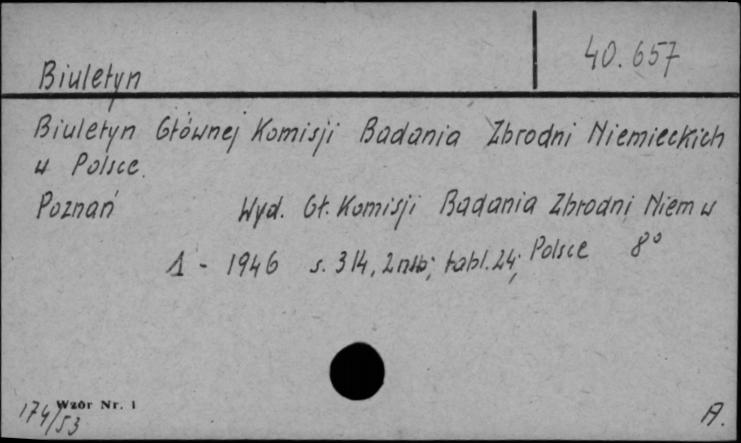 40.657
Biuletyn
Biuletyn Głównej Komisji Badania Zbrodni Niemieckich
w Polsce.
Poznań Wyd. Gł. Komisji Badania Zbrodni Niem w
Polsce 8°
1 - 1946 s. 314, 2 nlb; tabl. 24;
Wzór Nr. 1
174/53
A.